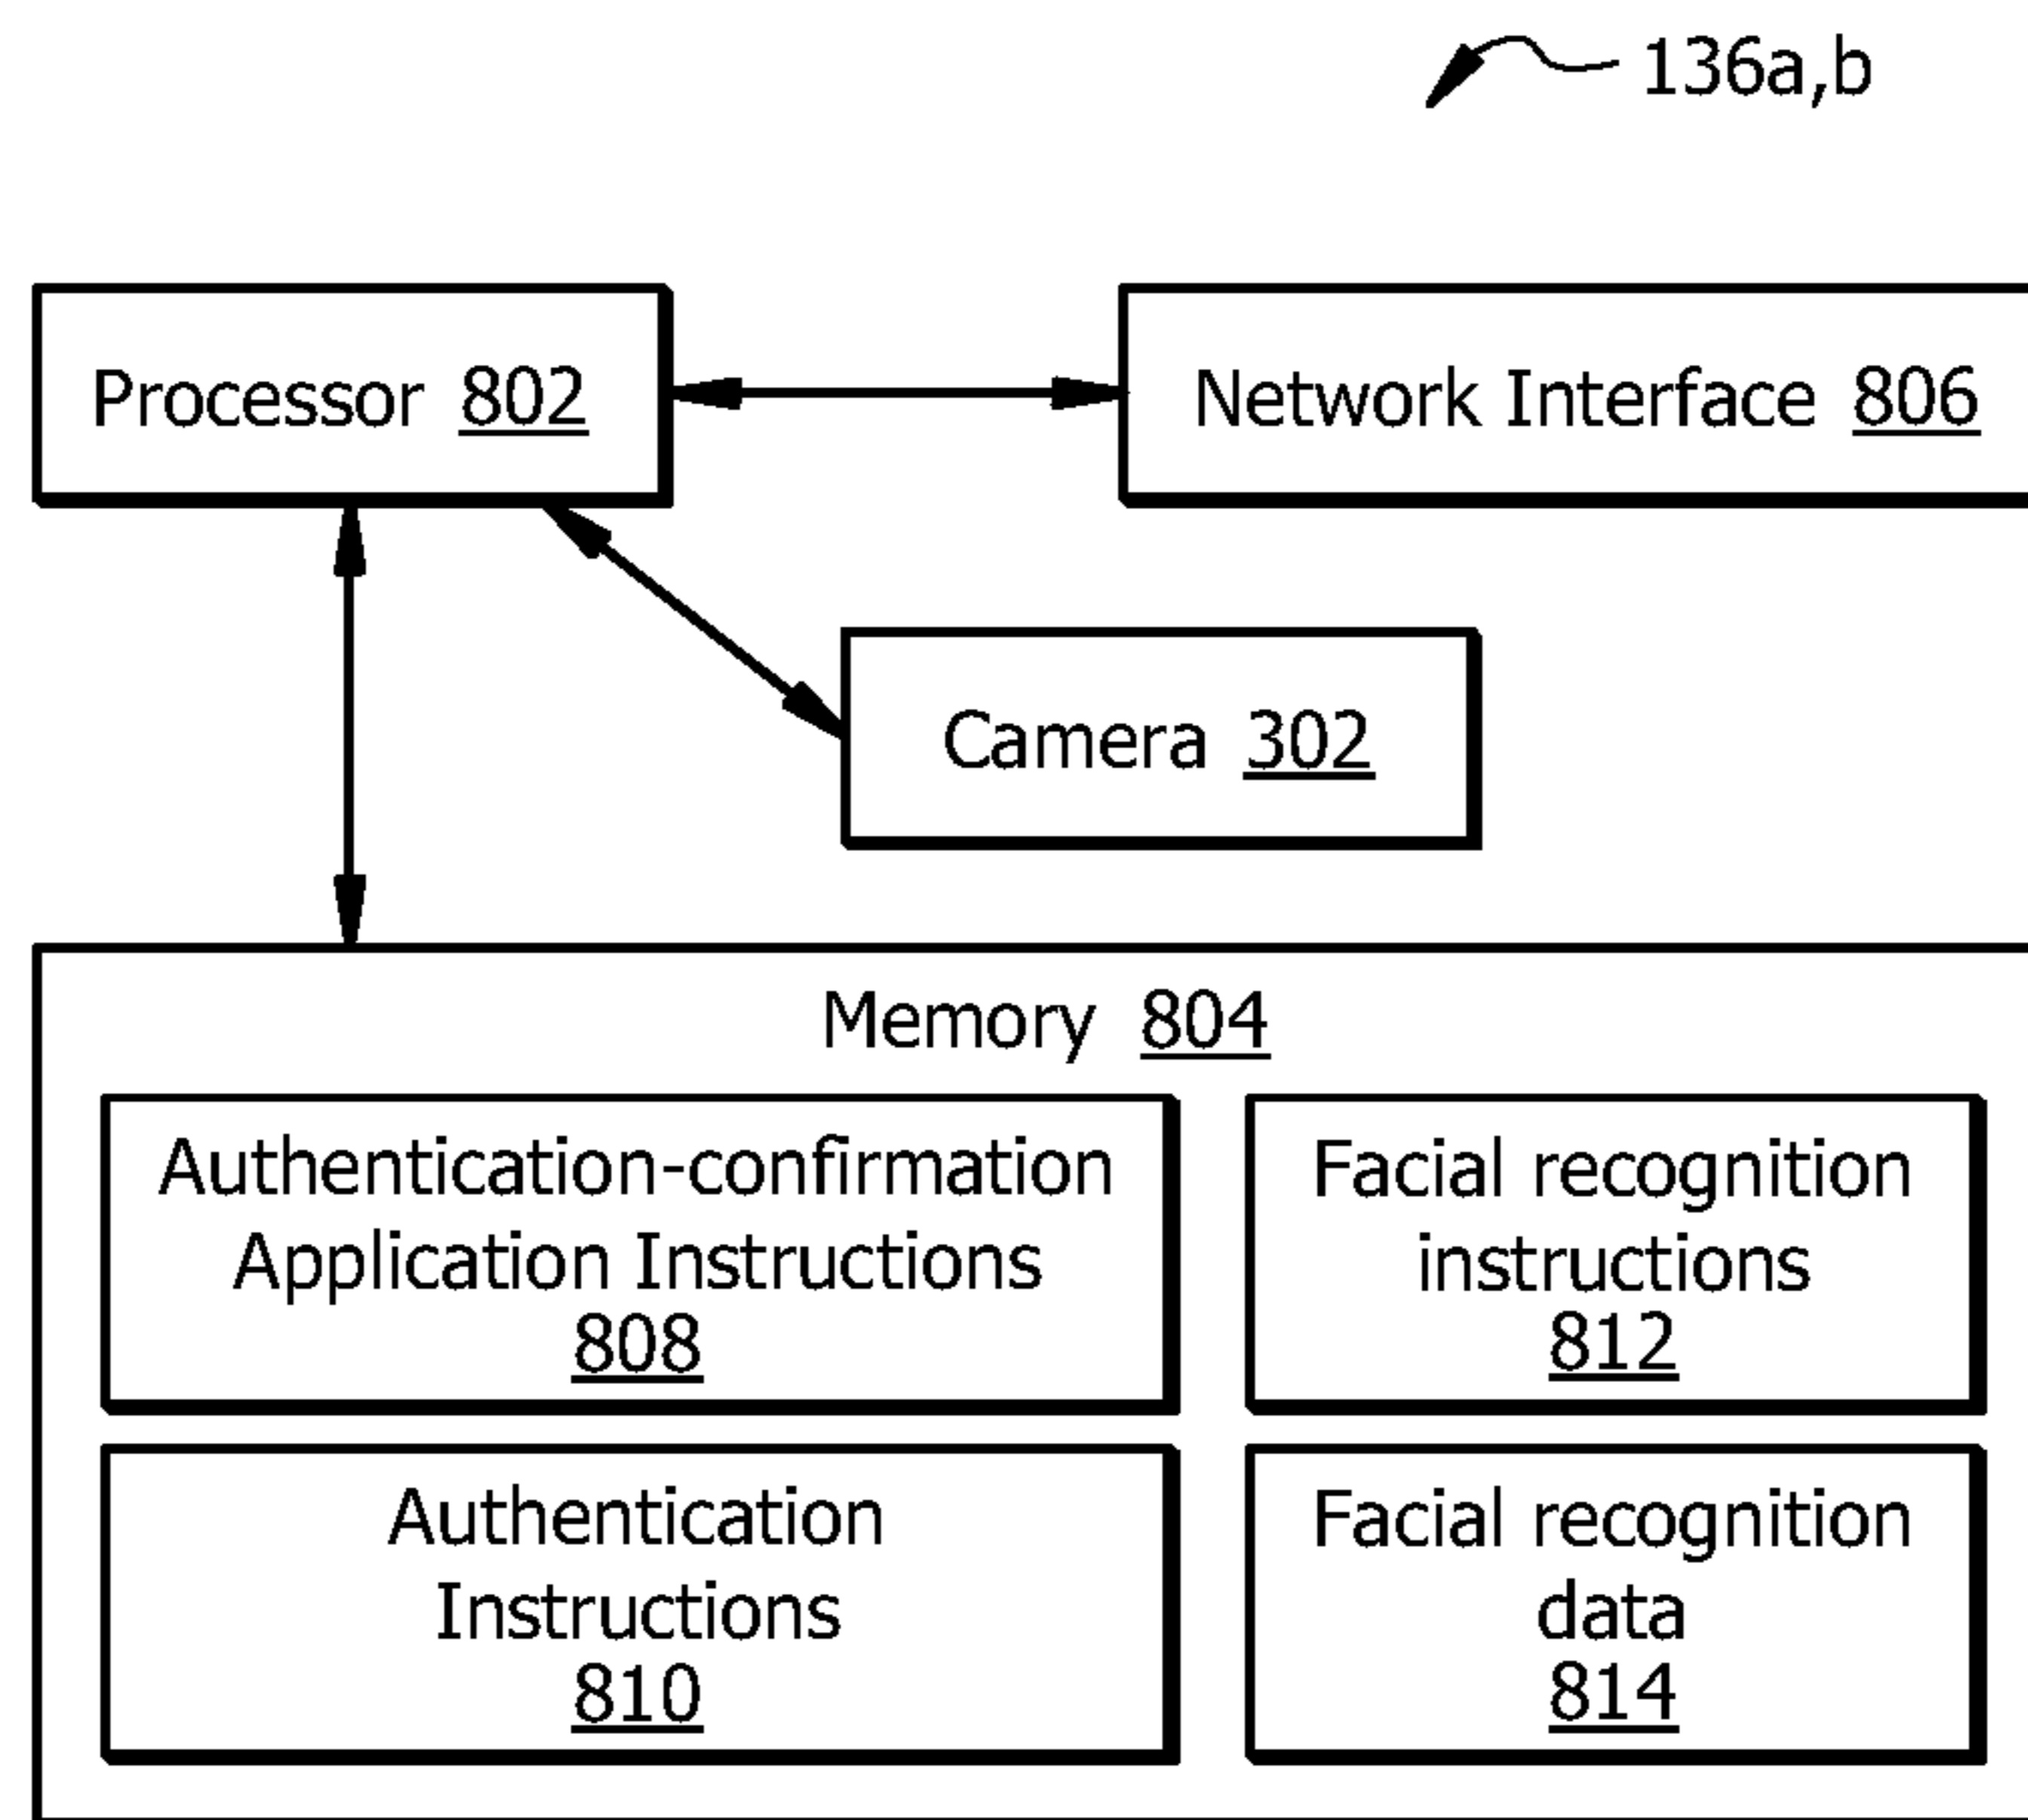 136a,b
Processor 802
Network Interface 806
Camera 302
Memory 804
Authentication-confirmation
Application Instructions
808
Facial recognition
instructions
812
Authentication
Instructions
810
Facial recognition
data
814